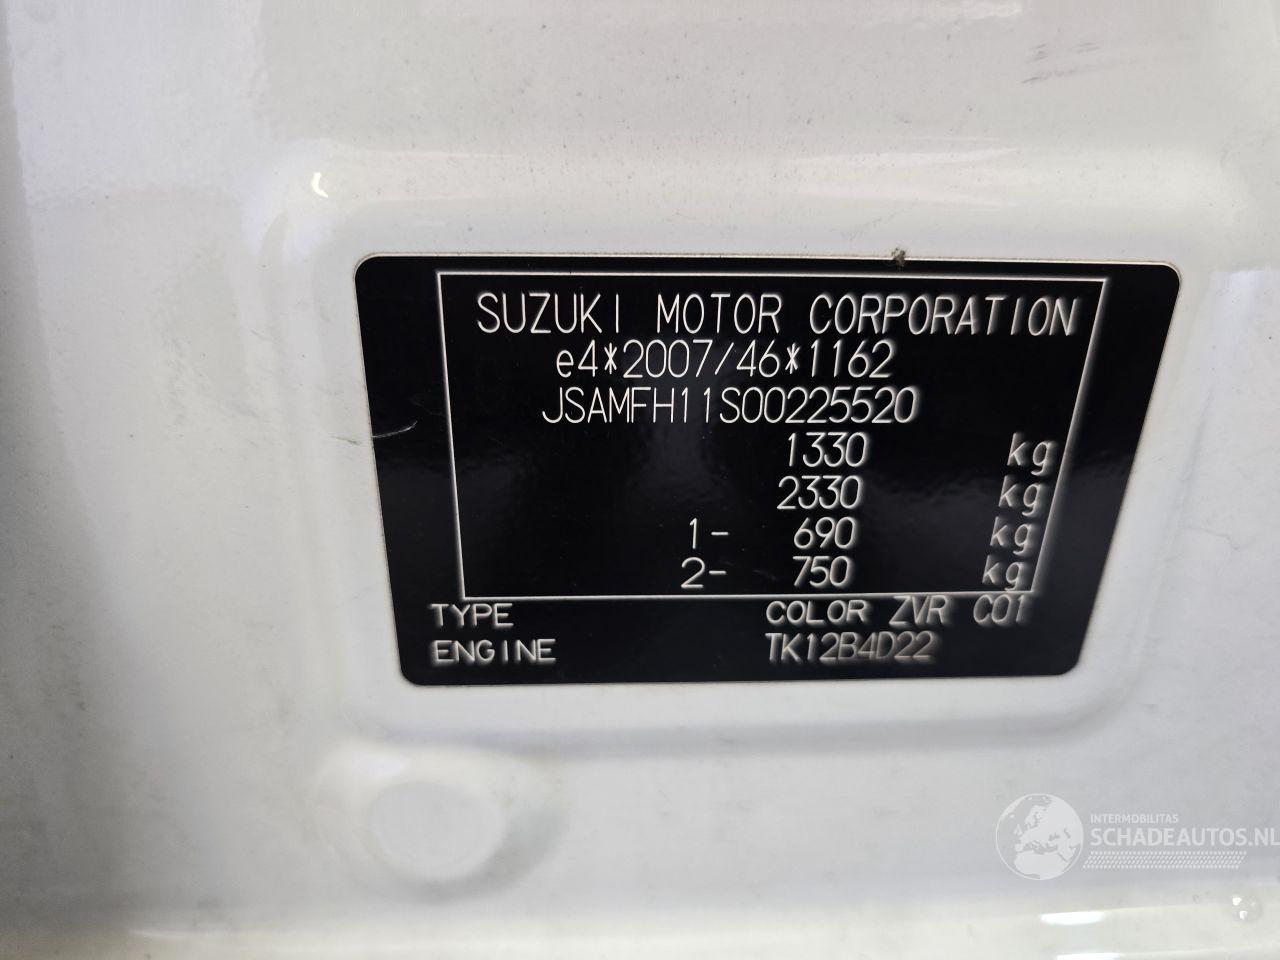 SUZUKI MOTOR CORPORATION
e4*2007/46*1162
JSAMFH11S00225520
1330 kg
2330 kg
1- 690 kg
2- 750 kg
TYPE COLOR ZVR C01
ENGINE TK12B4D22
INTERMOBILITAS
SCHADEAUTOS.NL